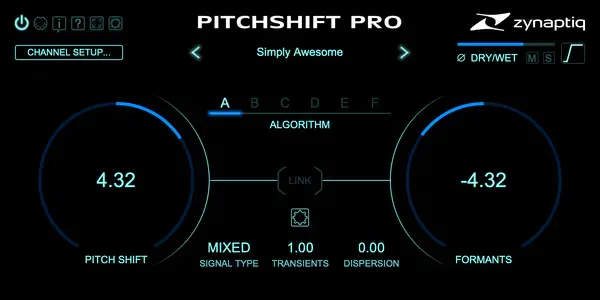 PITCHSHIFT PRO
zynaptiq
CHANNEL SETUP...
Simply Awesome
Ø DRY/WET M S
A B C D E F
ALGORITHM
4.32
LINK
-4.32
MIXED 1.00 0.00
PITCH SHIFT SIGNAL TYPE TRANSIENTS DISPERSION FORMANTS